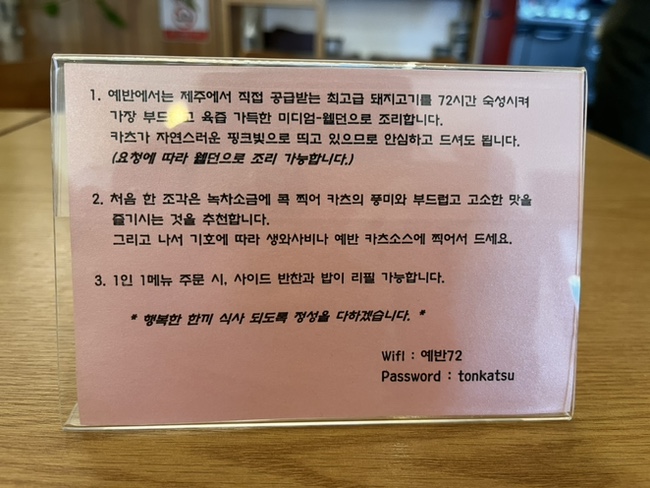 1. 예반에서는 제주에서 직접 공급받는 최고급 돼지고기를 72시간 숙성시켜
가장 부드럽고 육즙 가득한 미디엄-웰던으로 조리합니다.
카츠가 자연스러운 핑크빛으로 띄고 있으므로 안심하고 드셔도 됩니다.
(요청에 따라 웰던으로 조리 가능합니다.)
2. 처음 한 조각은 녹차소금에 콕 찍어 카츠의 풍미와 부드럽고 고소한 맛을
즐기시는 것을 추천합니다.
그리고 나서 기호에 따라 생와사비나 예반 카츠소스에 찍어서 드세요.
3. 1인 1메뉴 주문 시, 사이드 반찬과 밥이 리필 가능합니다.
* 행복한 한끼 식사 되도록 정성을 다하겠습니다. *
Wifi : 예반72
Password : tonkatsu